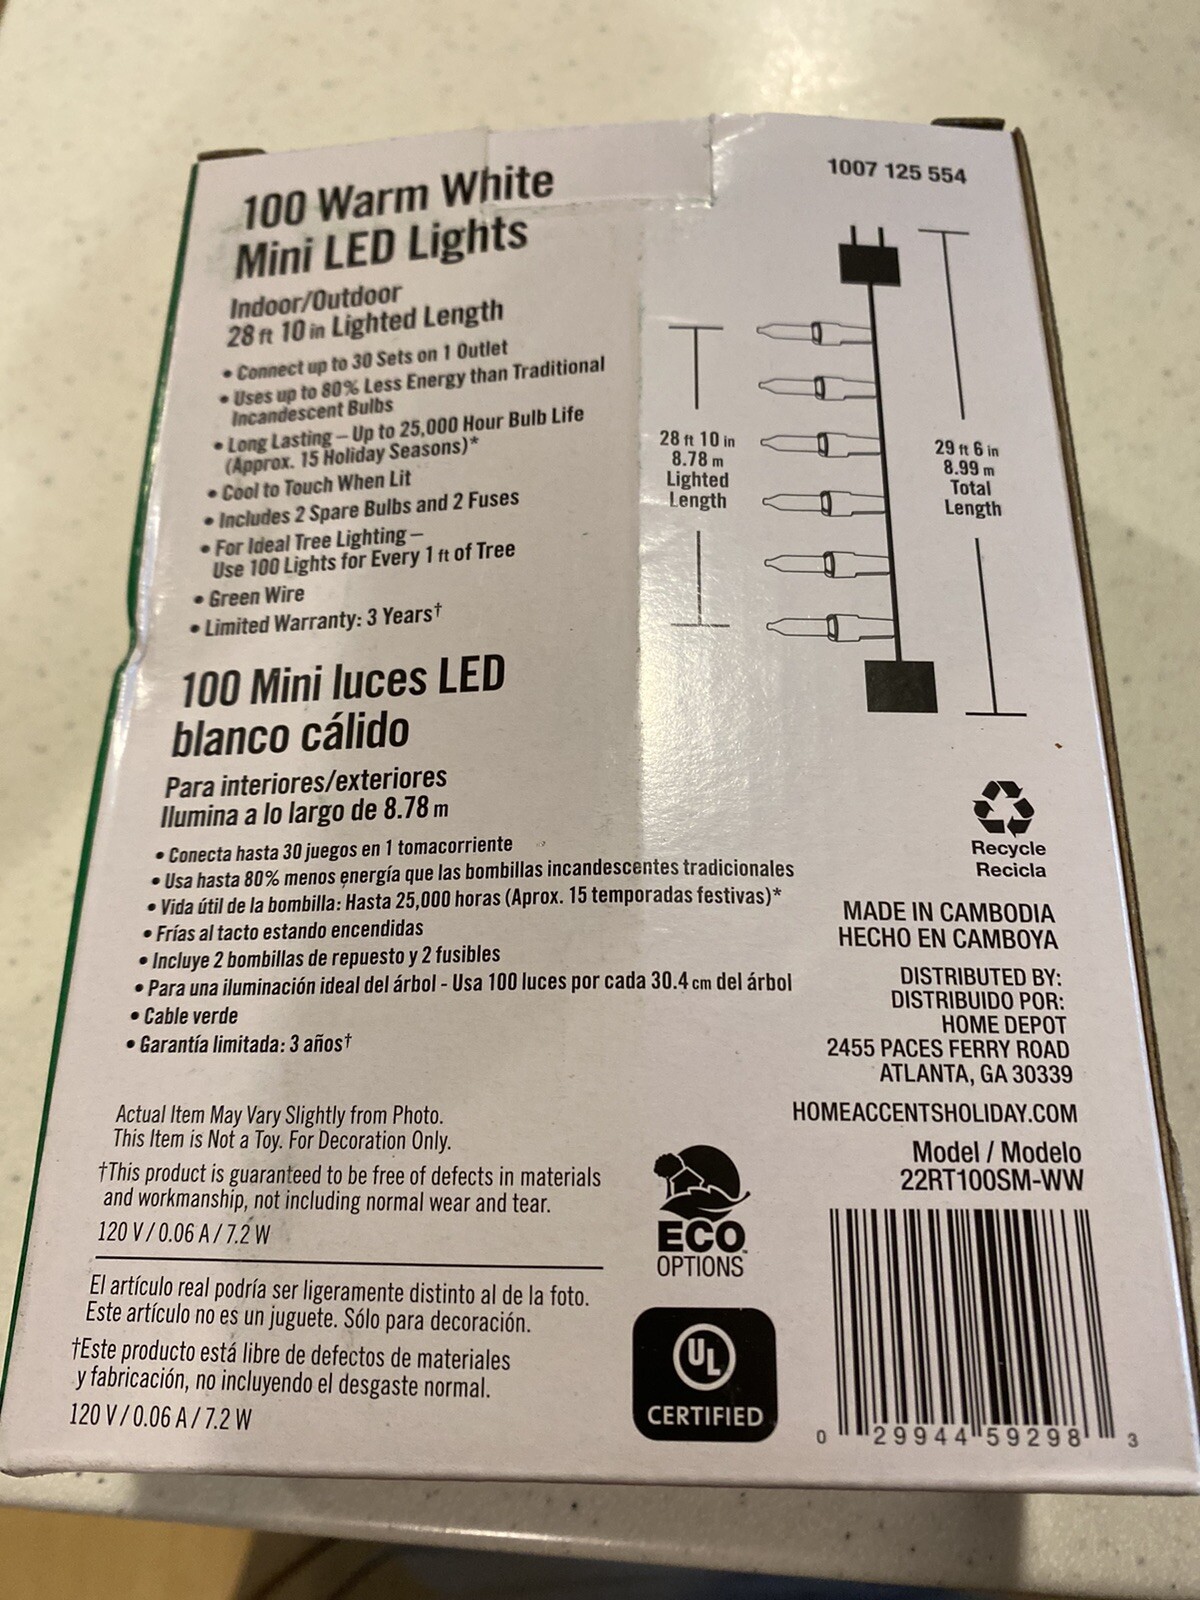 100 Warm White
Mini LED Lights
Indoor/Outdoor
28 ft 10 in Lighted Length
• Connect up to 30 Sets on 1 Outlet
• Uses up to 80% Less Energy than Traditional
Incandescent Bulbs
• Long Lasting – Up to 25,000 Hour Bulb Life
(Approx. 15 Holiday Seasons)*
• Cool to Touch When Lit
• Includes 2 Spare Bulbs and 2 Fuses
• For Ideal Tree Lighting –
Use 100 Lights for Every 1 ft of Tree
• Green Wire
• Limited Warranty: 3 Years†
1007 125 554
28 ft 10 in
8.78 m
Lighted
Length
29 ft 6 in
8.99 m
Total
Length
100 Mini luces LED
blanco cálido
Para interiores/exteriores
Ilumina a lo largo de 8.78 m
• Conecta hasta 30 juegos en 1 tomacorriente
• Usa hasta 80% menos energía que las bombillas incandescentes tradicionales
• Vida útil de la bombilla: Hasta 25,000 horas (Aprox. 15 temporadas festivas)*
• Frías al tacto estando encendidas
• Incluye 2 bombillas de repuesto y 2 fusibles
• Para una iluminación ideal del árbol - Usa 100 luces por cada 30.4 cm del árbol
• Cable verde
• Garantía limitada: 3 años†
Recycle
Recicla
MADE IN CAMBODIA
HECHO EN CAMBOYA
DISTRIBUTED BY:
DISTRIBUIDO POR:
HOME DEPOT
2455 PACES FERRY ROAD
ATLANTA, GA 30339
HOMEACCENTSHOLIDAY.COM
Model / Modelo
22RT100SM-WW
Actual Item May Vary Slightly from Photo.
This Item is Not a Toy. For Decoration Only.
†This product is guaranteed to be free of defects in materials
and workmanship, not including normal wear and tear.
120 V / 0.06 A / 7.2 W
El artículo real podría ser ligeramente distinto al de la foto.
Este artículo no es un juguete. Sólo para decoración.
†Este producto está libre de defectos de materiales
y fabricación, no incluyendo el desgaste normal.
120 V / 0.06 A / 7.2 W
ECO™
OPTIONS
UL
CERTIFIED
0 29944 59298 3